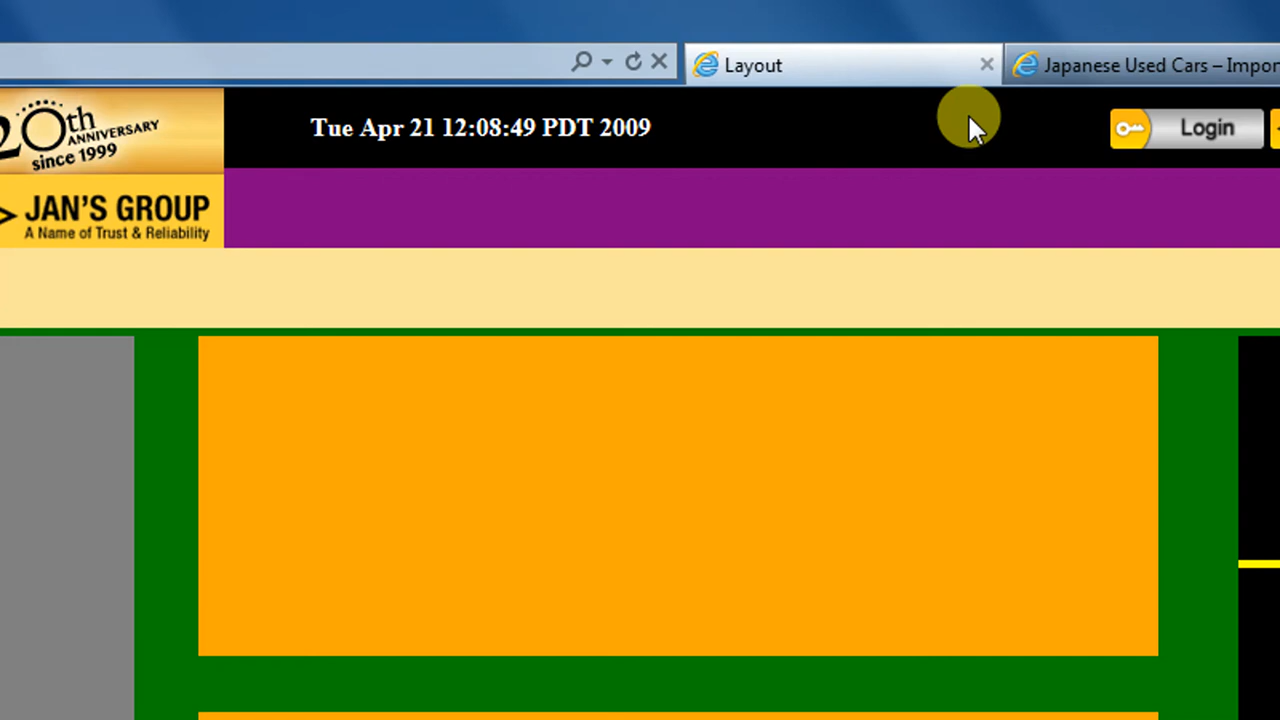 Layout
Japanese Used Cars – Impor
20th
ANNIVERSARY
since 1999
Tue Apr 21 12:08:49 PDT 2009
Login
JAN'S GROUP
A Name of Trust & Reliability